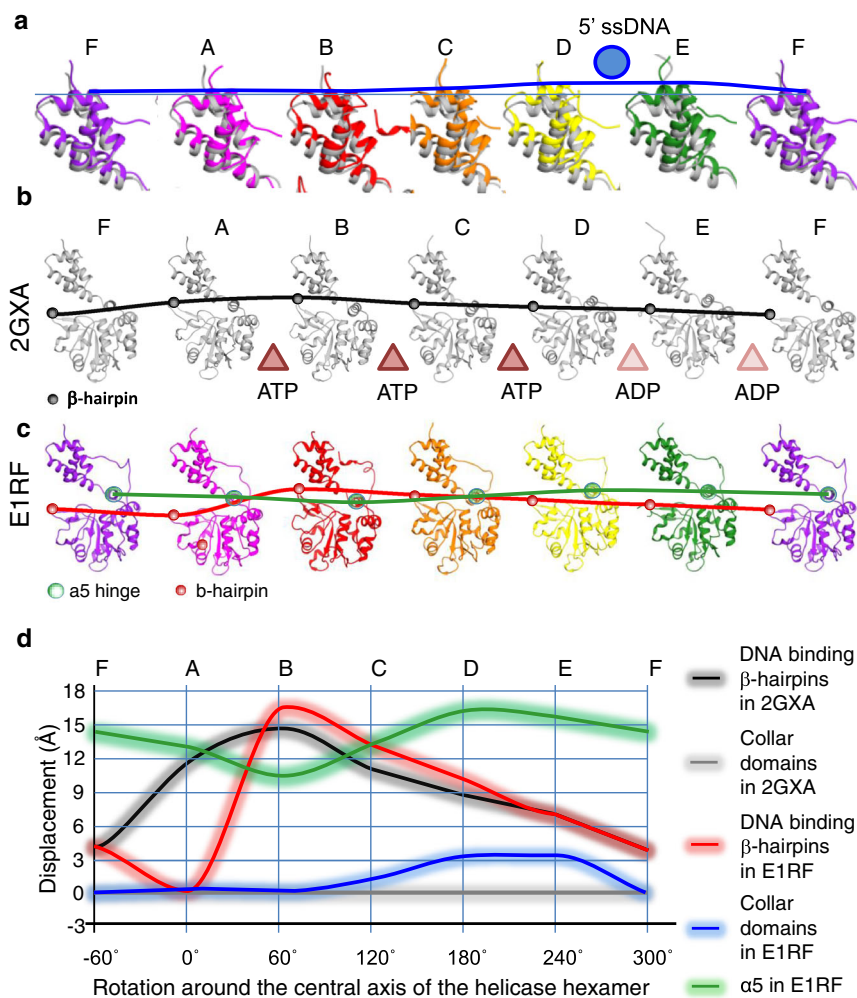 a
5' ssDNA
F A B C D E F
b
F A B C D E F
2GXA
ATP ATP ATP ADP ADP
β-hairpin
c
E1RF
a5 hinge b-hairpin
d
F A B C D E F
Displacement (Å)
18
15
12
9
6
3
0
-3
-60° 0° 60° 120° 180° 240° 300°
Rotation around the central axis of the helicase hexamer
DNA binding
β-hairpins
in 2GXA
Collar
domains
in 2GXA
DNA binding
β-hairpins
in E1RF
Collar
domains
in E1RF
α5 in E1RF